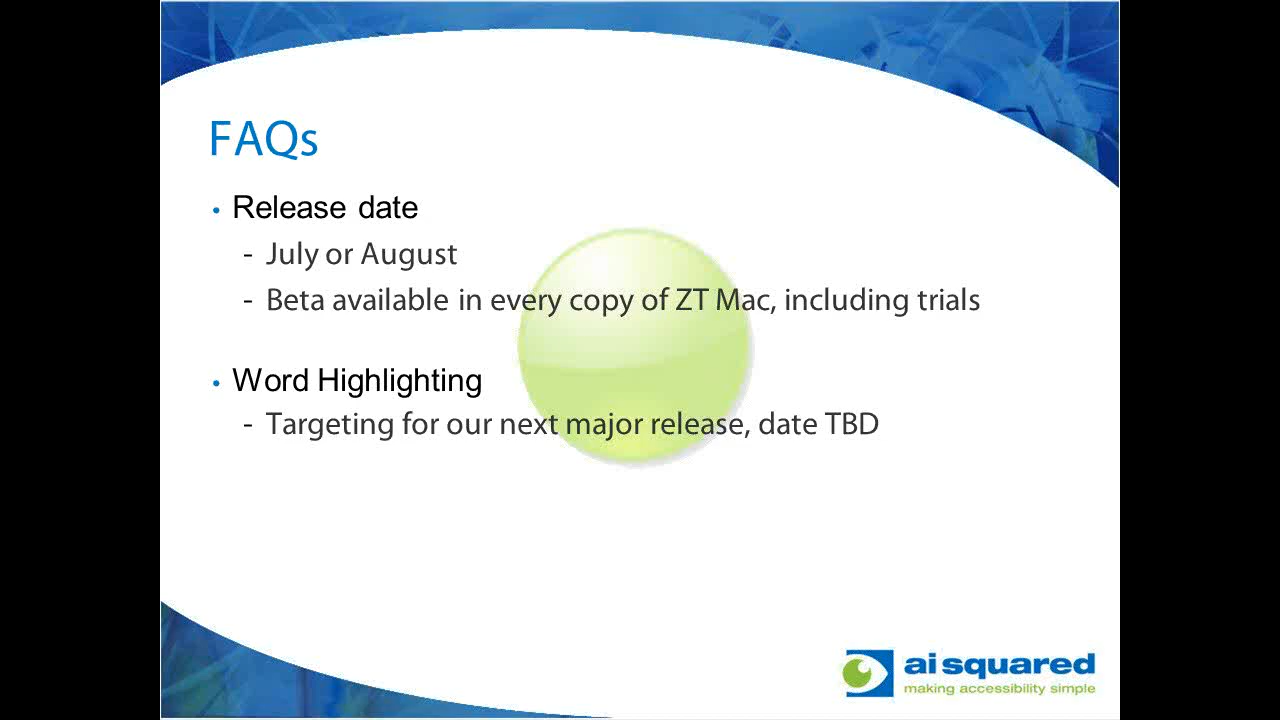 FAQs
• Release date
- July or August
- Beta available in every copy of ZT Mac, including trials
• Word Highlighting
- Targeting for our next major release, date TBD
ai squared
making accessibility simple